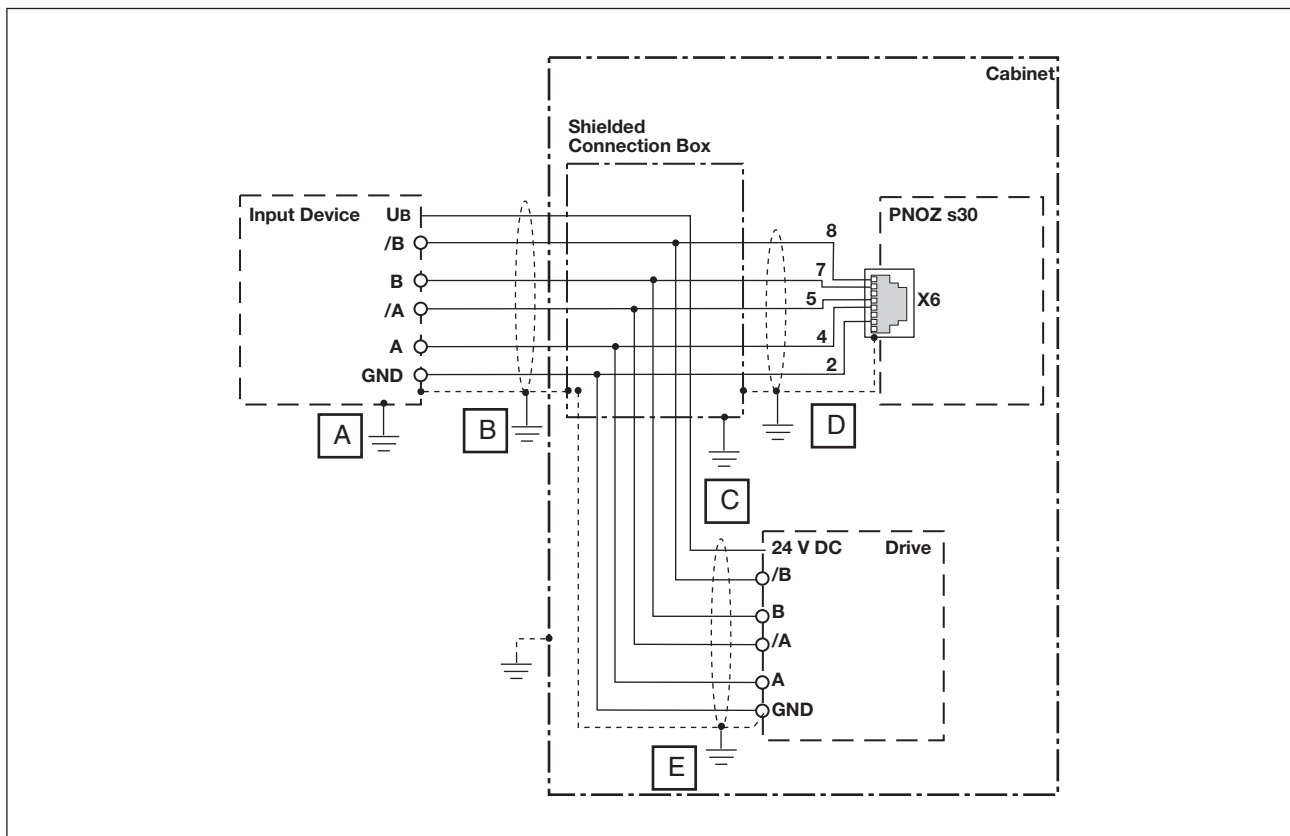 Cabinet
Shielded
Connection Box
Input Device
UB
/B
B
/A
A
GND
8
7
5
4
2
PNOZ s30
X6
A
B
C
D
24 V DC
Drive
/B
B
/A
A
GND
E